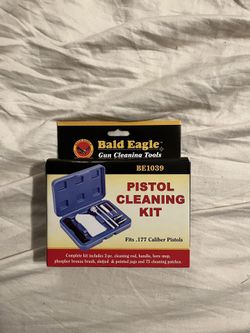 Bald Eagle
Gun Cleaning Tools
BE1039
PISTOL
CLEANING
KIT
Fits .177 Caliber Pistols
Complete kit includes 3-pc. cleaning rod, handle, bore mop,
phosphor bronze brush, slotted & pointed jags and 75 cleaning patches